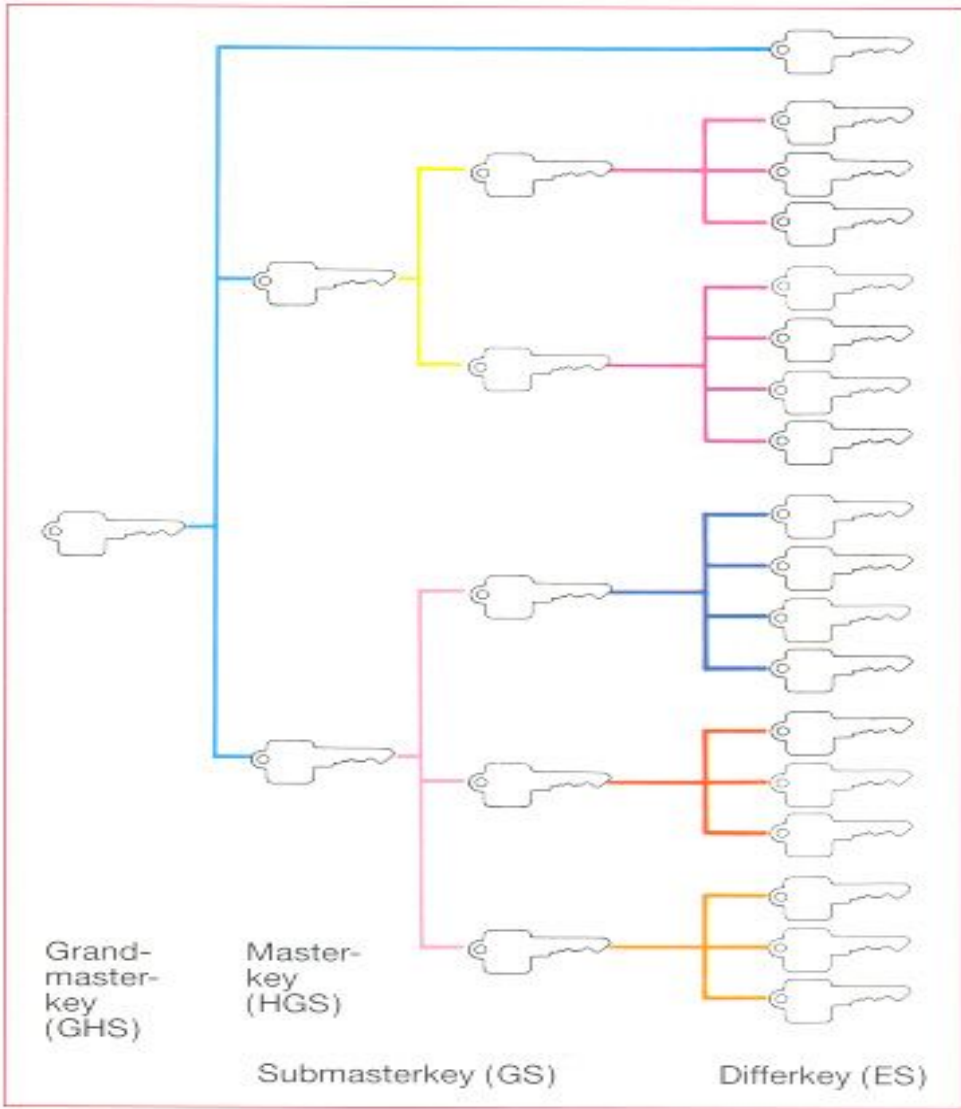 Grand-
master-
key
(GHS)
Master-
key
(HGS)
Submasterkey (GS)
Differkey (ES)